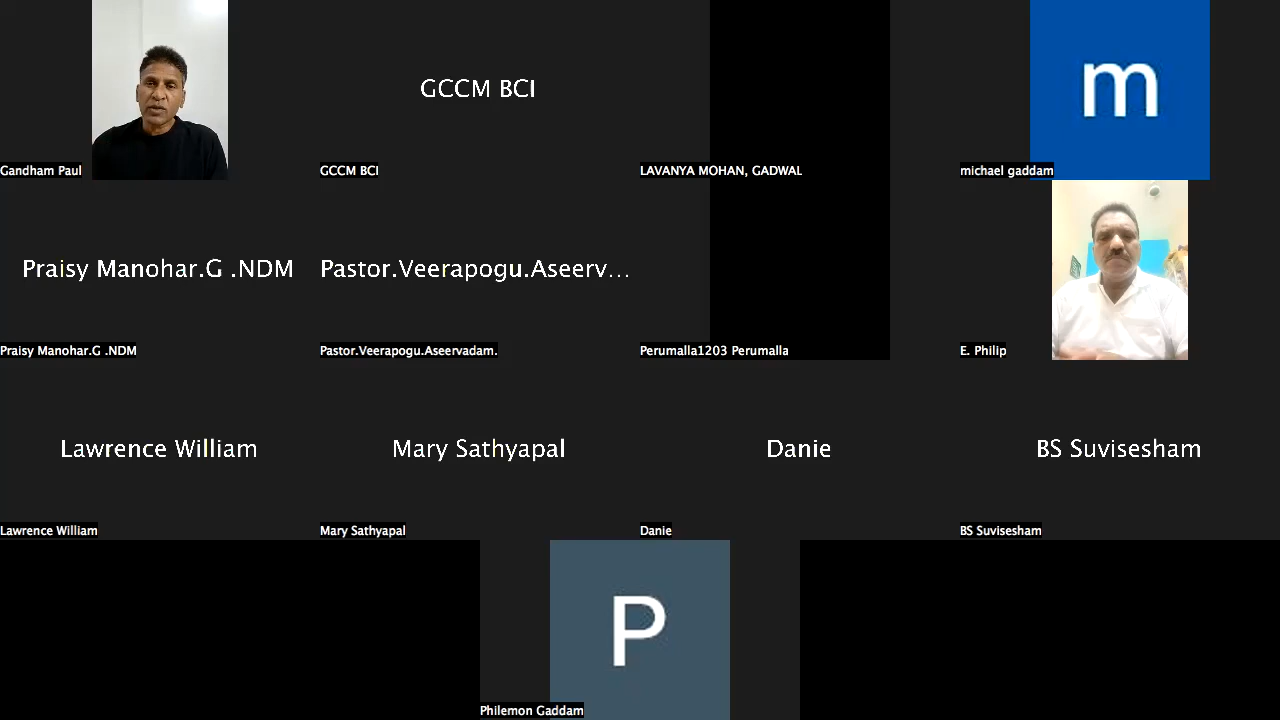 GCCM BCI
m
Gandham Paul
GCCM BCI
LAVANYA MOHAN, GADWAL
michael gaddam
Praisy Manohar.G .NDM
Pastor.Veerapogu.Aseerv...
Praisy Manohar.G .NDM
Pastor.Veerapogu.Aseervadam.
Perumalla1203 Perumalla
E. Philip
Lawrence William
Mary Sathyapal
Danie
BS Suvisesham
Lawrence William
Mary Sathyapal
Danie
BS Suvisesham
P
Philemon Gaddam